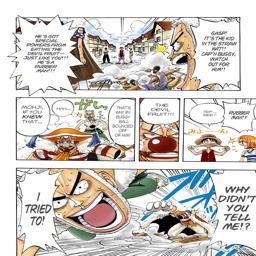 GASP!
IT'S THE
KID IN THE
STRAW
HAT!!
CAP'N BUGGY,
WATCH
OUT FOR
HIM!!
HE'S GOT
SPECIAL
POWERS FROM
EATING THE
DEVIL FRUIT--
JUST LIKE
YOU!!!
HE'S A
RUBBER
MAN!!!
RUBBER
MAN!?
THE
DEVIL
FRUIT!!!
THAT'S
WHY MY
BUGGY
BALL
BOUNCED
OFF
OF HIM!
MOHJI,
IF YOU
KNEW
THAT...
WHY
DIDN'T
YOU
TELL
ME!?
I
TRIED
TO!